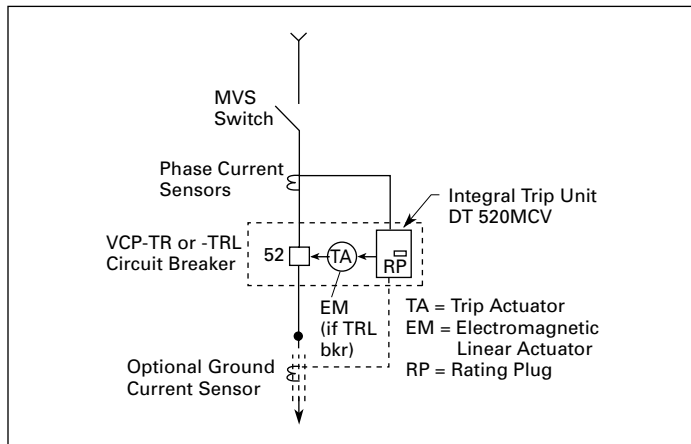 MVS
Switch
Phase Current
Sensors
Integral Trip Unit
DT 520MCV
VCP-TR or -TRL
Circuit Breaker
52
TA
RP
EM
(if TRL
bkr)
TA = Trip Actuator
EM = Electromagnetic
Linear Actuator
RP = Rating Plug
Optional Ground
Current Sensor